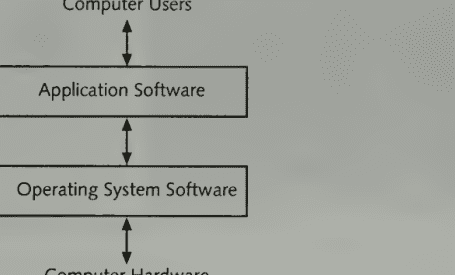 Computer Users
Application Software
Operating System Software
Computer Hardware